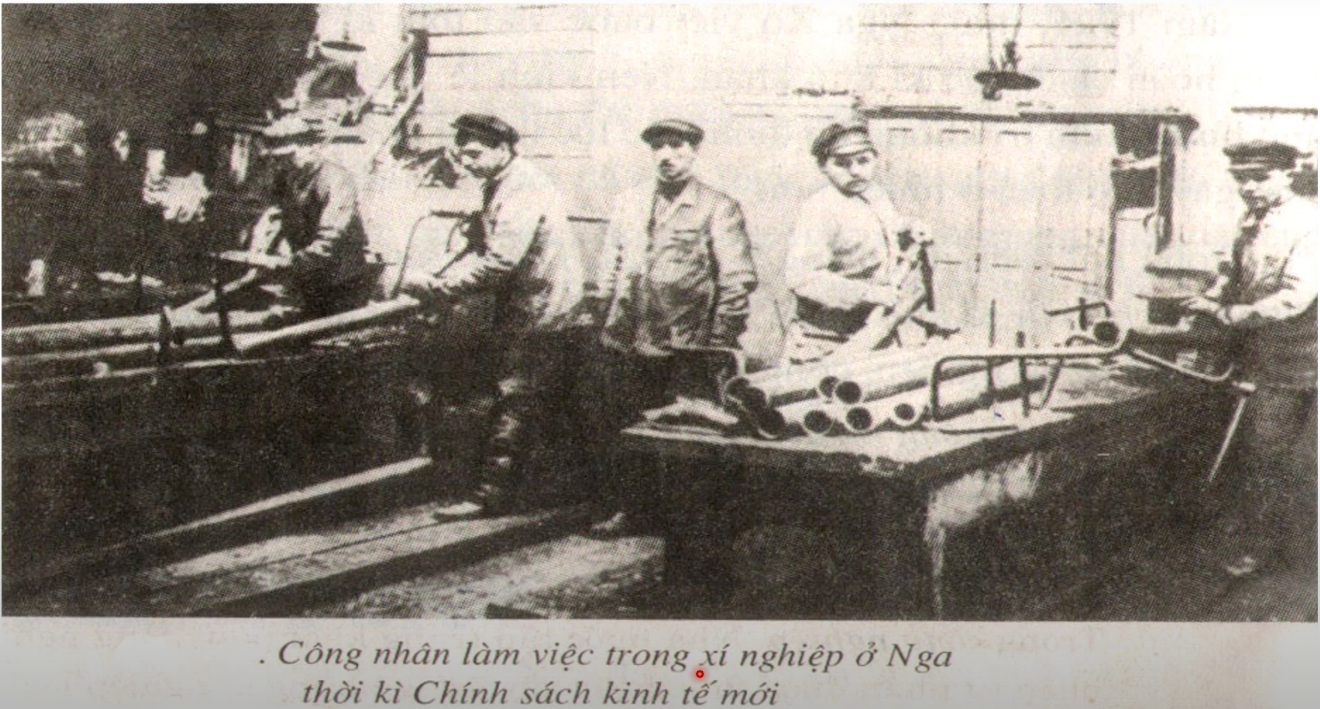 . Công nhân làm việc trong xí nghiệp ở Nga
thời kì Chính sách kinh tế mới